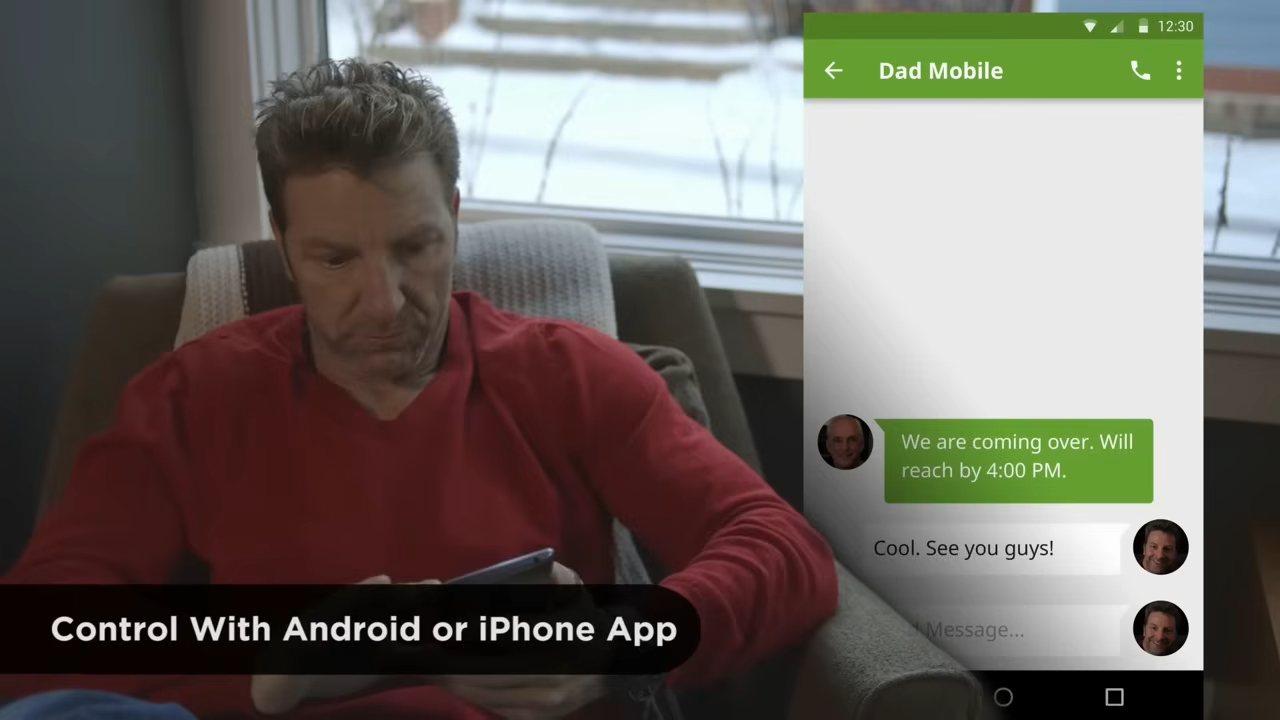 12:30
Dad Mobile
We are coming over. Will
reach by 4:00 PM.
Cool. See you guys!
Message...
Control With Android or iPhone App